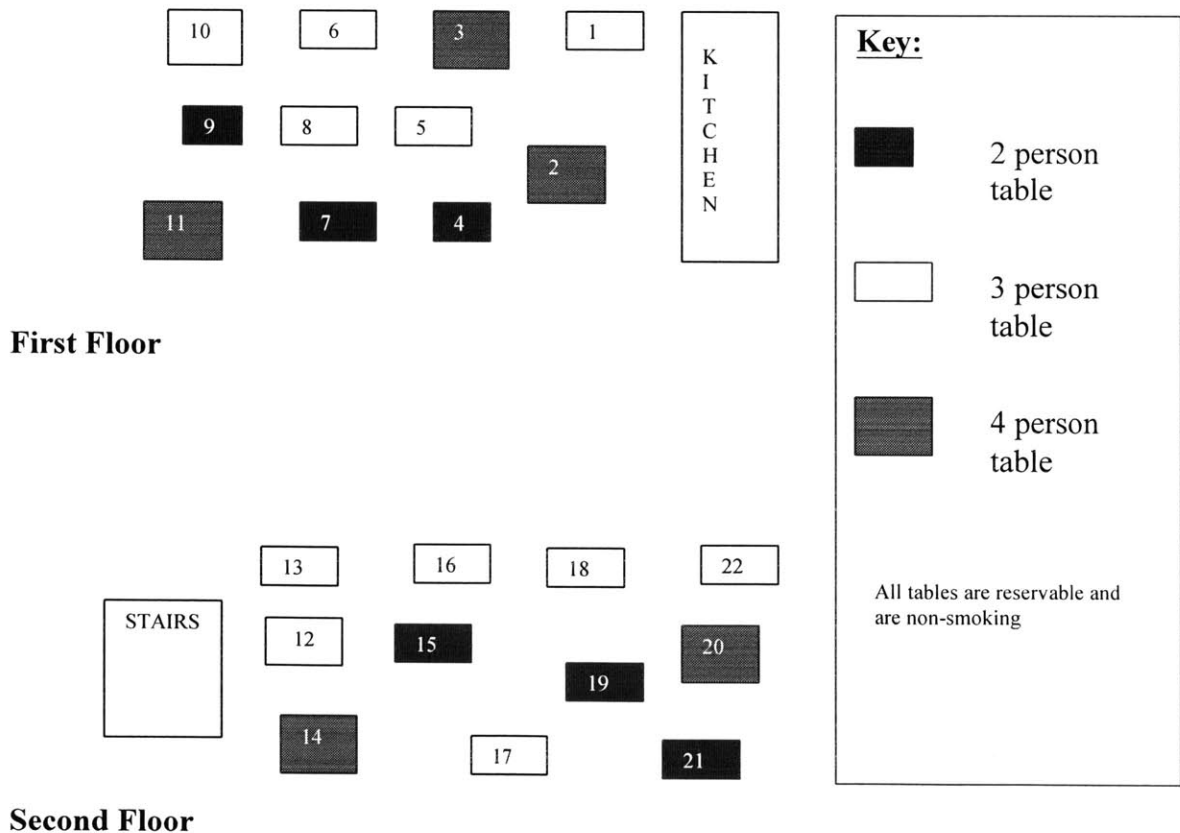 10
6
3
1
K
I
T
C
H
E
N
9
8
5
2
11
7
4
First Floor
13
16
18
22
STAIRS
12
15
20
19
14
17
21
Second Floor
Key:
2 person
table
3 person
table
4 person
table
All tables are reservable and
are non-smoking